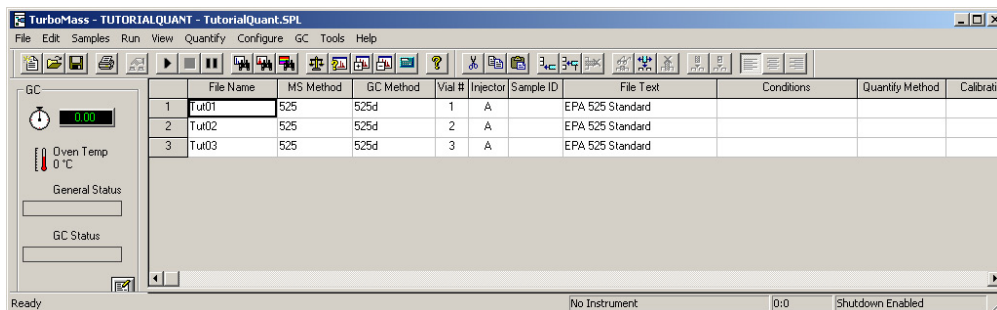 TurboMass - TUTORIALQUANT - TutorialQuant.SPL
File Edit Samples Run View Quantify Configure GC Tools Help
GC
0.00
Oven Temp
0 °C
General Status
GC Status
File Name MS Method GC Method Vial # Injector Sample ID File Text Conditions Quantify Method Calibrati
1 Tut01 525 525d 1 A EPA 525 Standard
2 Tut02 525 525d 2 A EPA 525 Standard
3 Tut03 525 525d 3 A EPA 525 Standard
Ready No Instrument 0:0 Shutdown Enabled